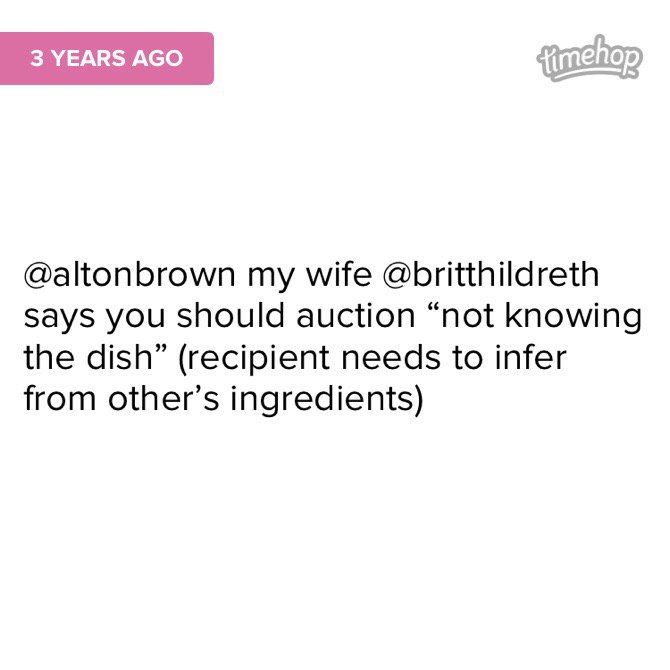 3 YEARS AGO
timehop
@altonbrown my wife @britthildreth
says you should auction “not knowing
the dish” (recipient needs to infer
from other’s ingredients)